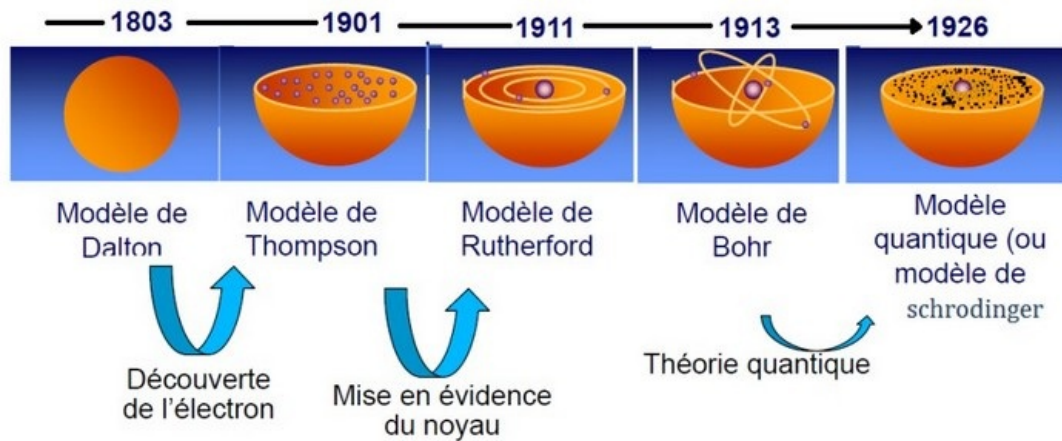 1803 1901 1911 1913 1926
Modèle de
Dalton
Modèle de
Thompson
Modèle de
Rutherford
Modèle de
Bohr
Modèle
quantique (ou
modèle de
schrodinger
Découverte
de l'électron
Mise en évidence
du noyau
Théorie quantique